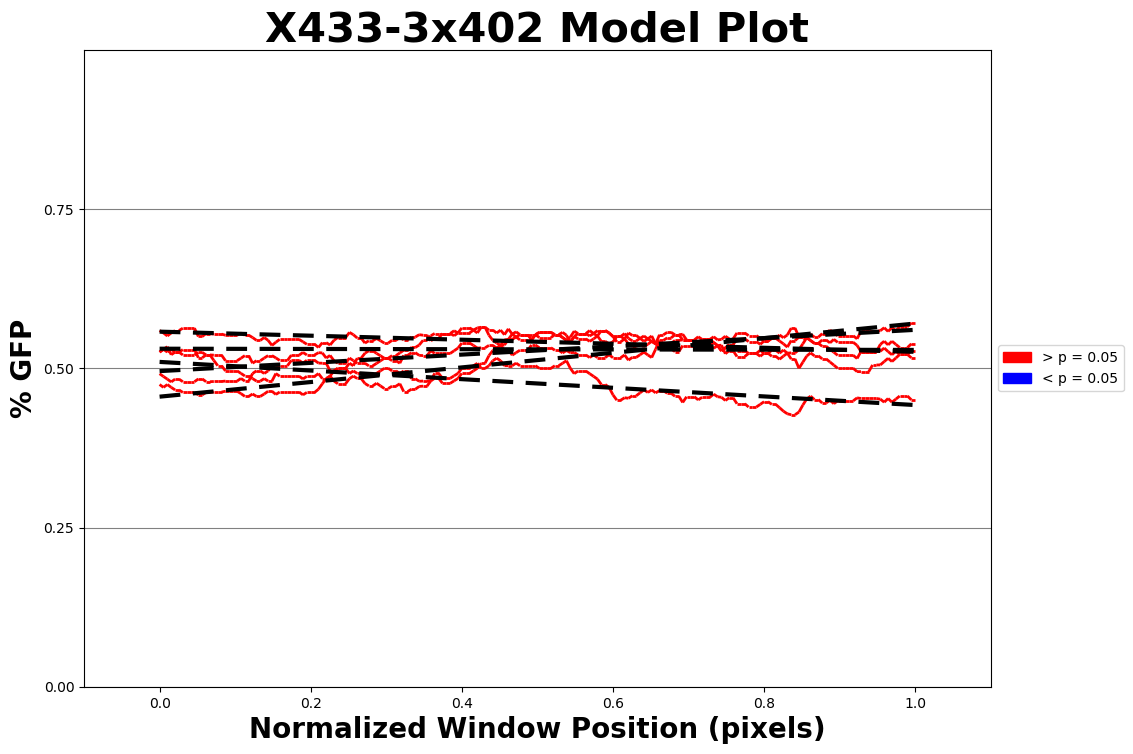 X433-3x402 Model Plot
% GFP
0.75
0.50
0.25
0.00
0.0 0.2 0.4 0.6 0.8 1.0
Normalized Window Position (pixels)
> p = 0.05
< p = 0.05